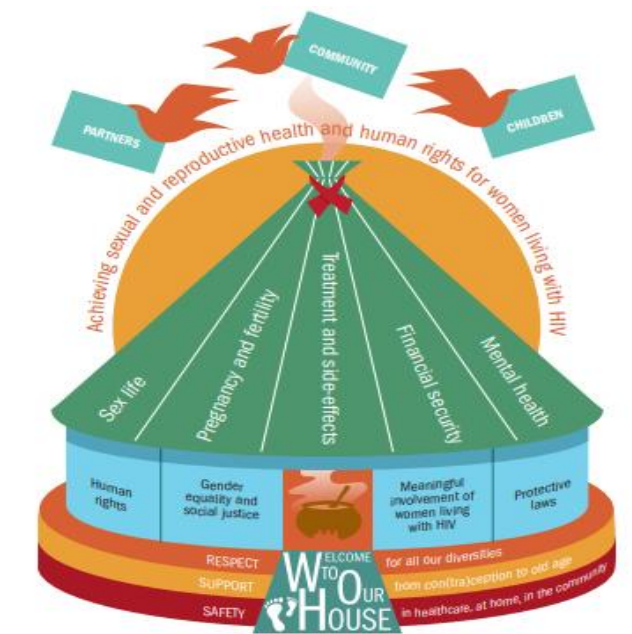 COMMUNITY
PARTNERS
CHILDREN
Achieving sexual and reproductive health and human rights for women living with HIV
Sex life
Pregnancy and fertility
Treatment and side-effects
Financial security
Mental health
Human
rights
Gender
equality and
social justice
Meaningful
involvement of
women living
with HIV
Protective
laws
RESPECT
for all our diversities
SUPPORT
from con(tra)ception to old age
SAFETY
in healthcare, at home, in the community
WELCOME
TO OUR
HOUSE